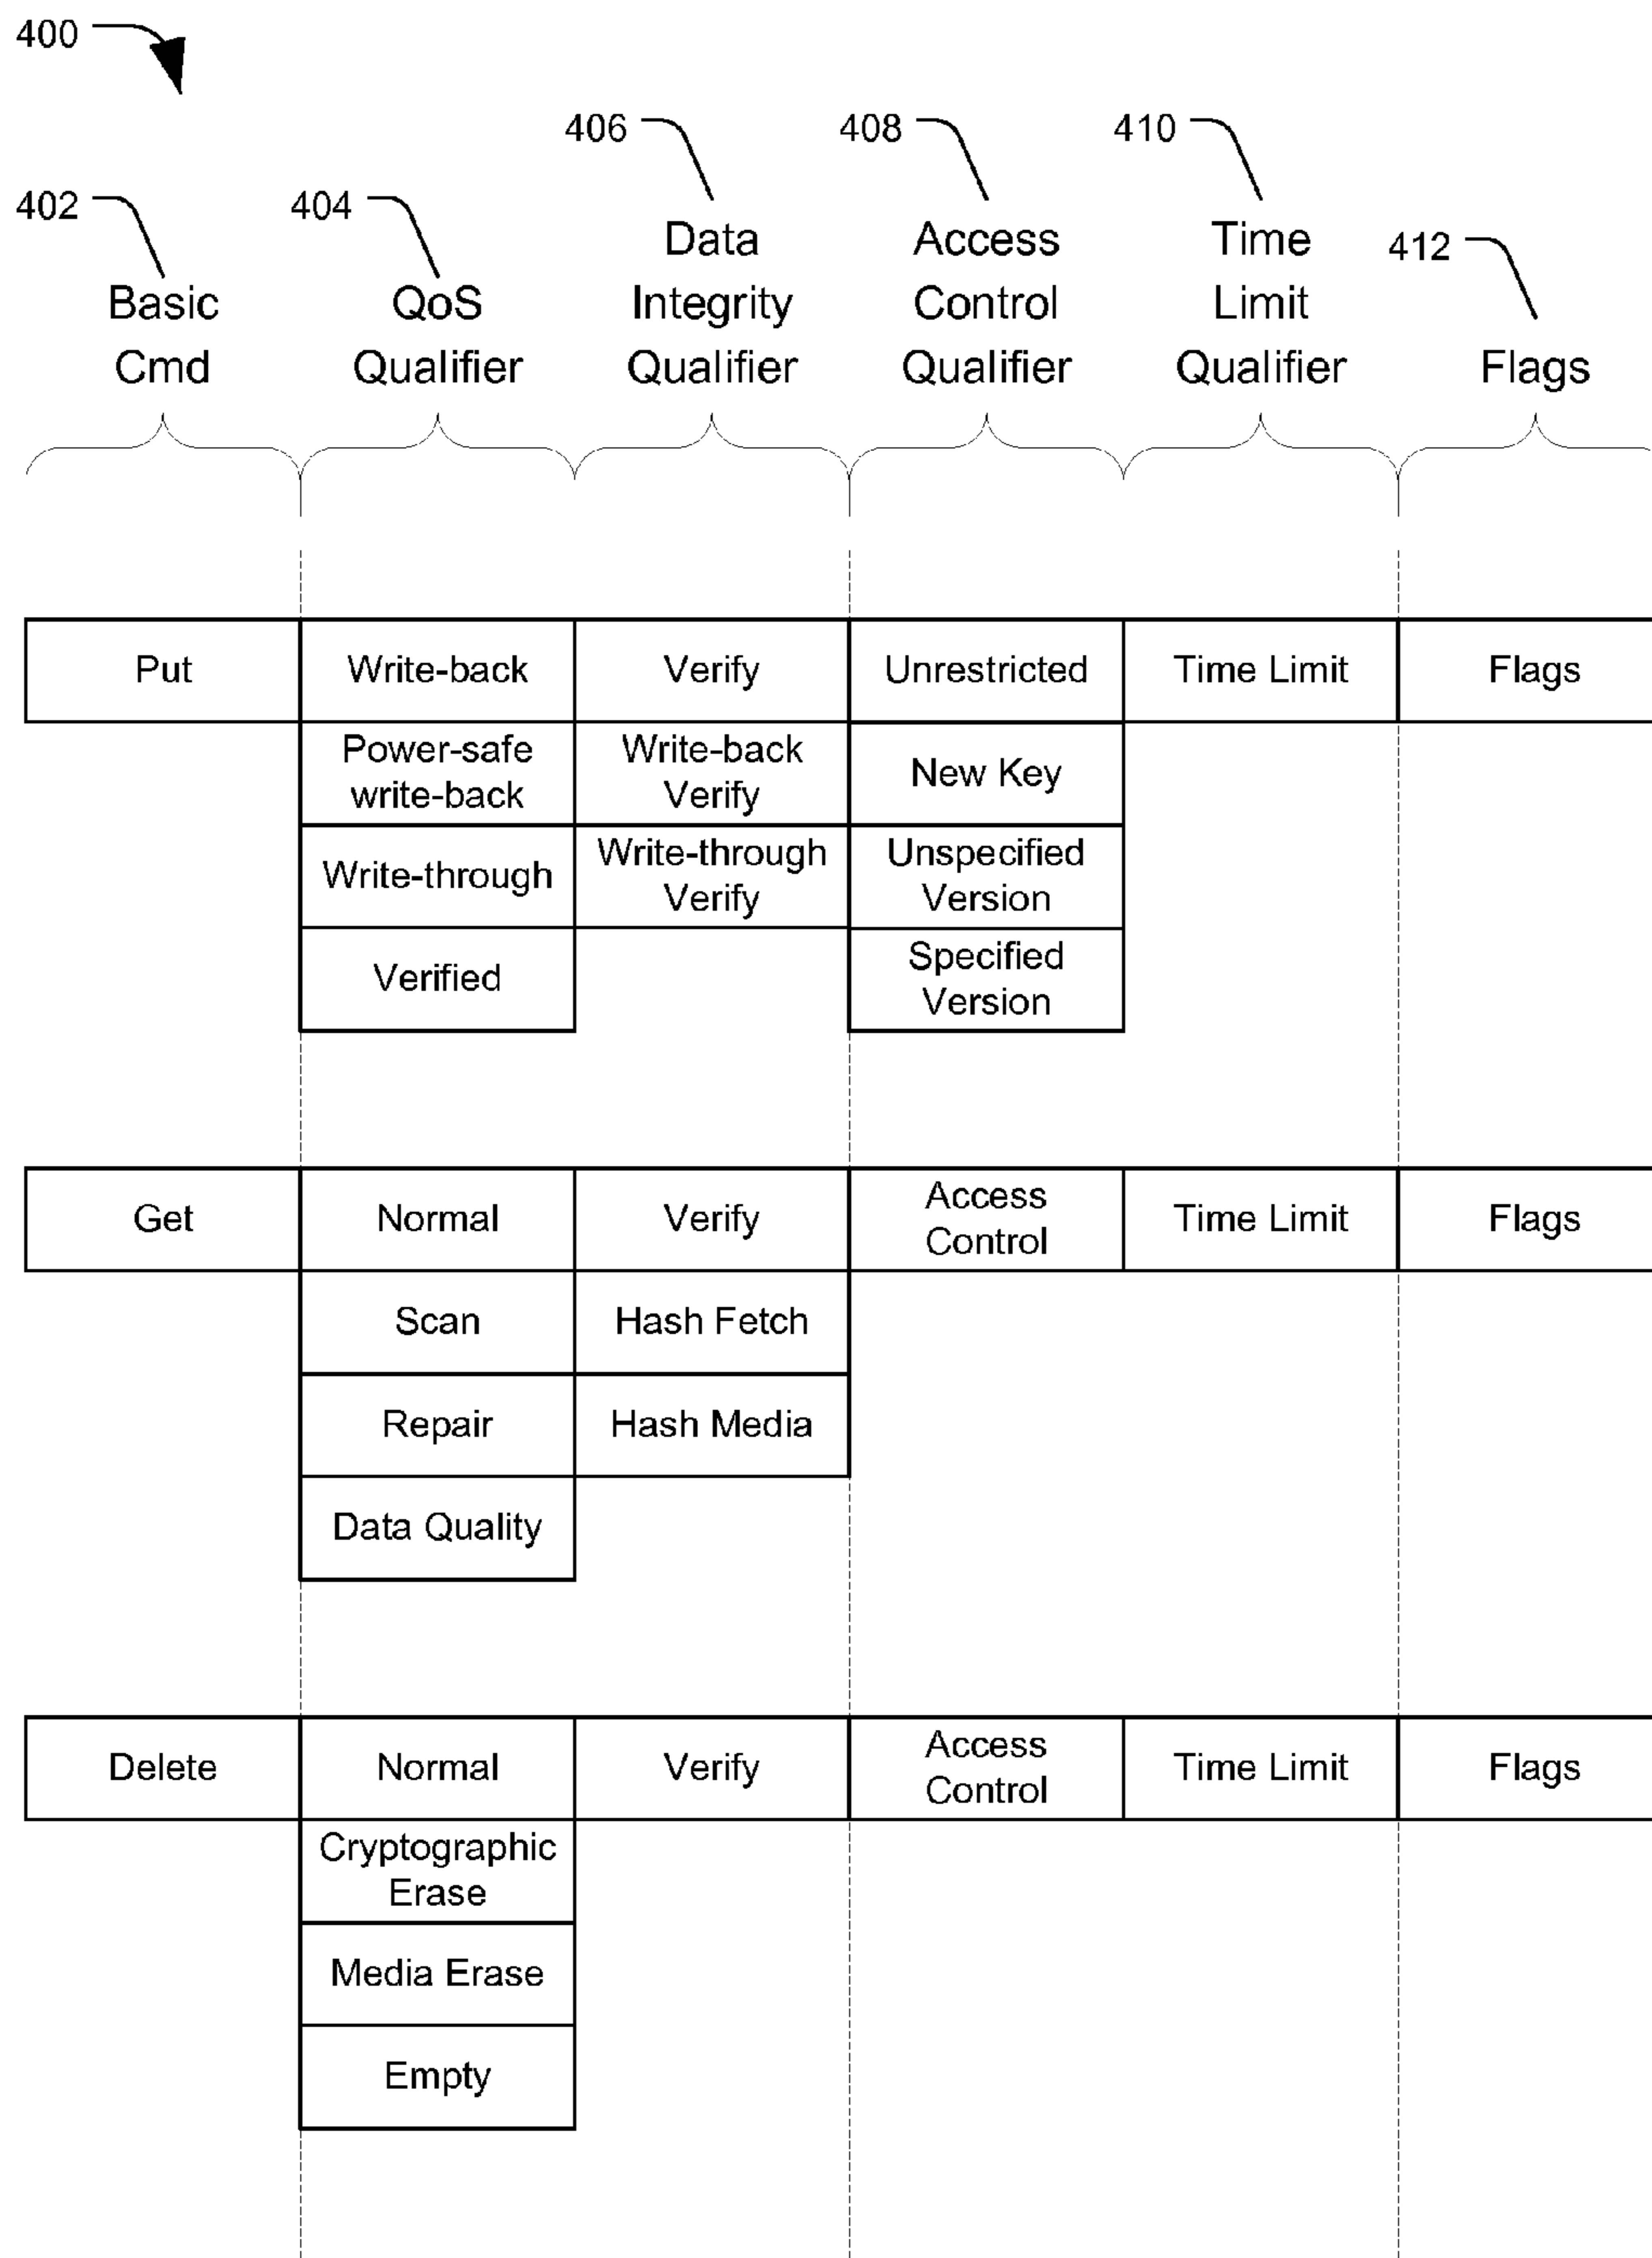 400
406
408
410
402
404
412
Data
Access
Time
Basic
QoS
Integrity
Control
Limit
Cmd
Qualifier
Qualifier
Qualifier
Qualifier
Flags
Put
Write-back
Verify
Unrestricted
Time Limit
Flags
Power-safe
write-back
Write-back
Verify
New Key
Write-through
Write-through
Verify
Unspecified
Version
Verified
Specified
Version
Get
Normal
Verify
Access
Control
Time Limit
Flags
Scan
Hash Fetch
Repair
Hash Media
Data Quality
Delete
Normal
Verify
Access
Control
Time Limit
Flags
Cryptographic
Erase
Media Erase
Empty